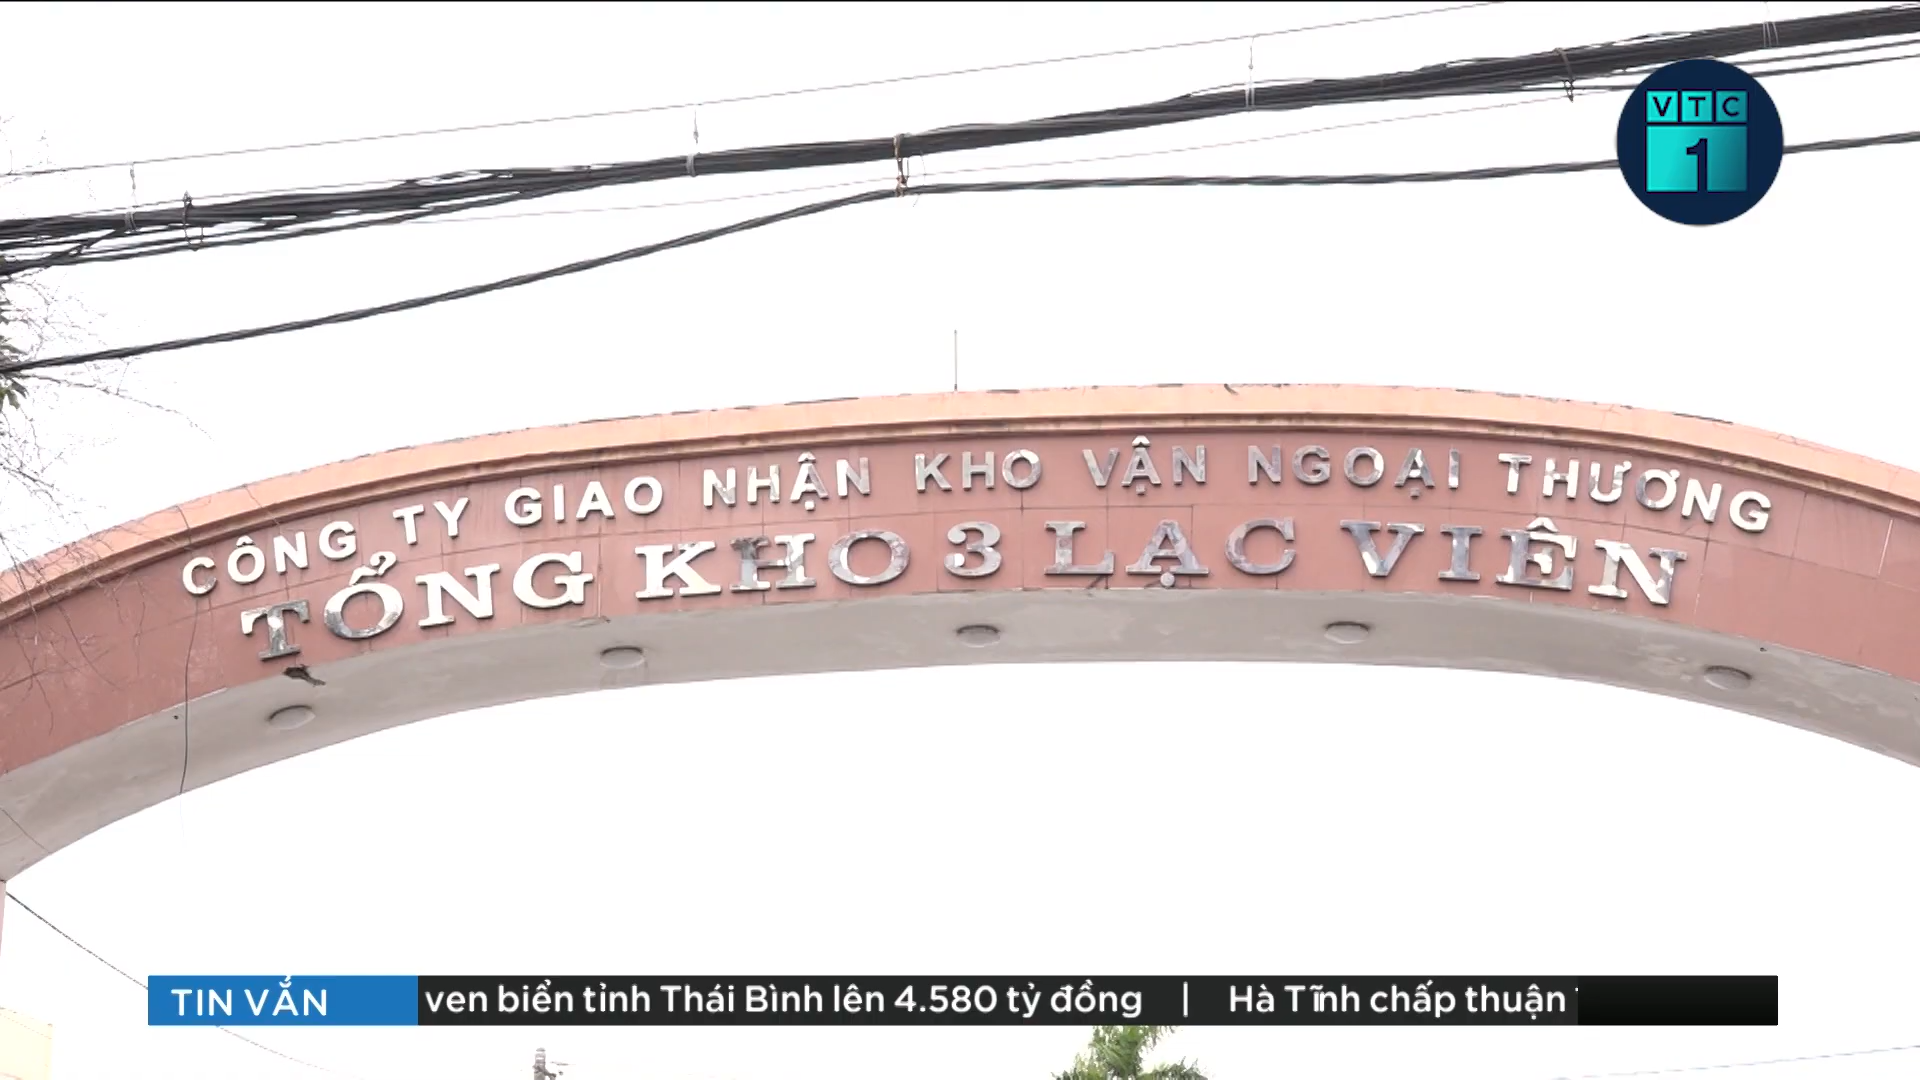 VTC
1
CÔNG TY GIAO NHẬN KHO VẬN NGOẠI THƯƠNG
TỔNG KHO 3 LẠC VIÊN
TIN VẮN
ven biển tỉnh Thái Bình lên 4.580 tỷ đồng | Hà Tĩnh chấp thuận